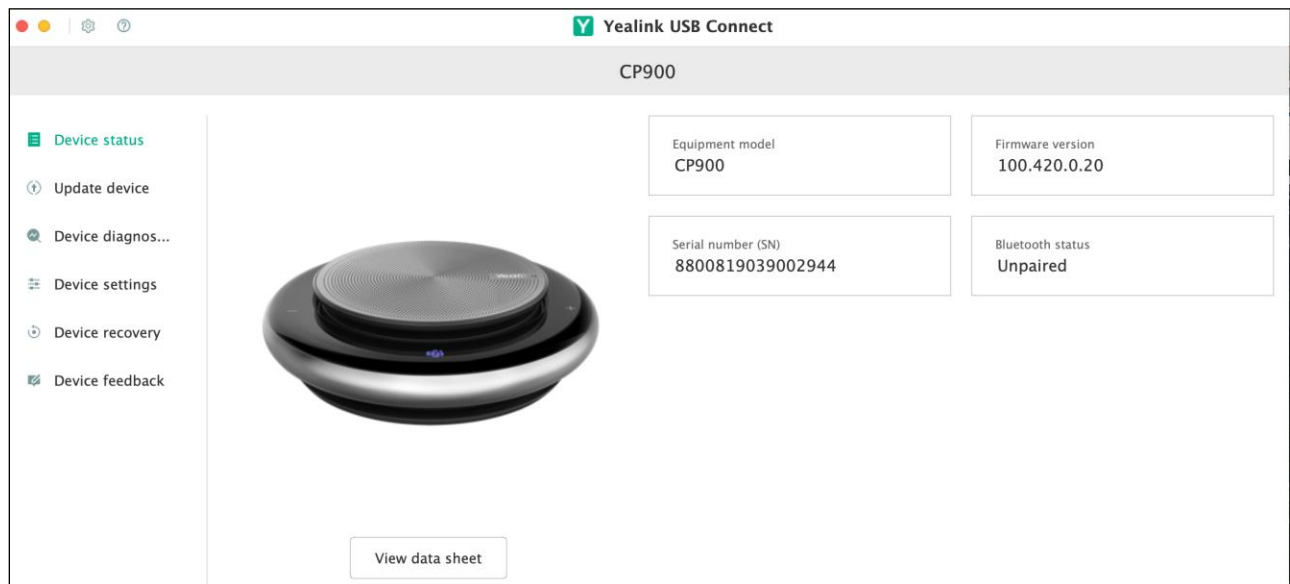 Yealink USB Connect
CP900
Device status
Update device
Device diagnos...
Device settings
Device recovery
Device feedback
View data sheet
Equipment model
CP900
Firmware version
100.420.0.20
Serial number (SN)
8800819039002944
Bluetooth status
Unpaired